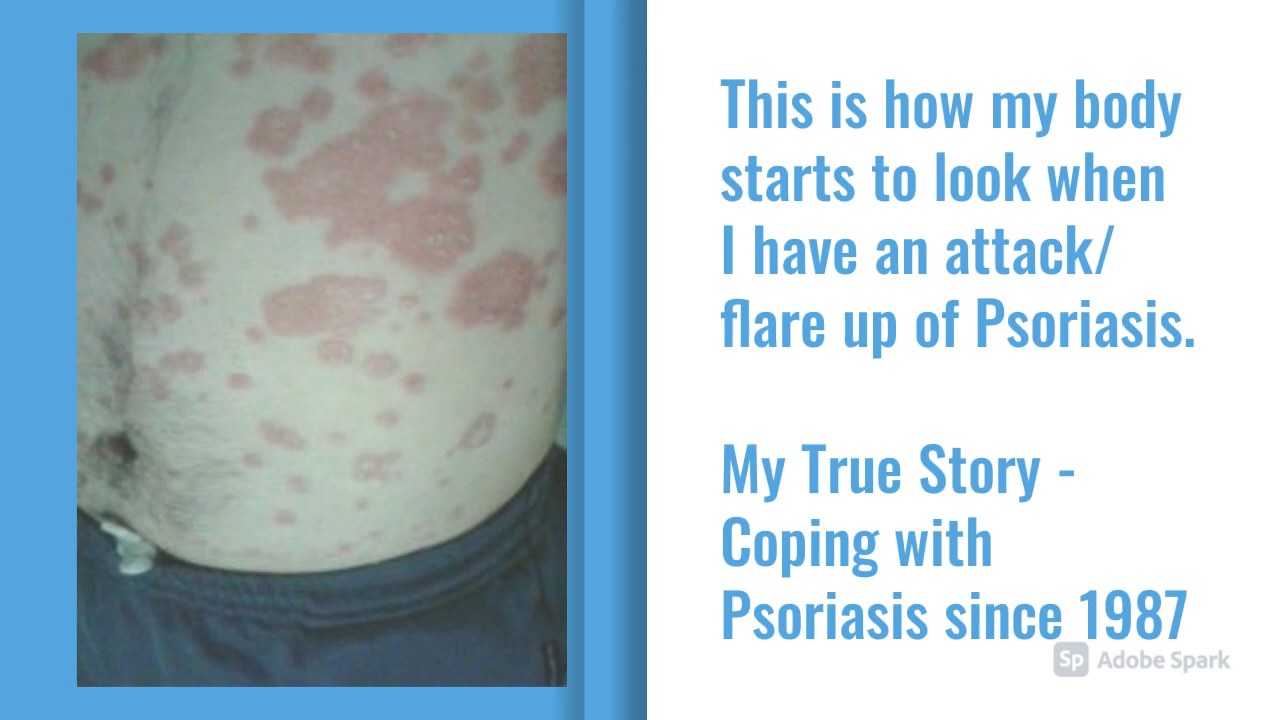 This is how my body
starts to look when
I have an attack/
flare up of Psoriasis.
My True Story -
Coping with
Psoriasis since 1987
Sp Adobe Spark